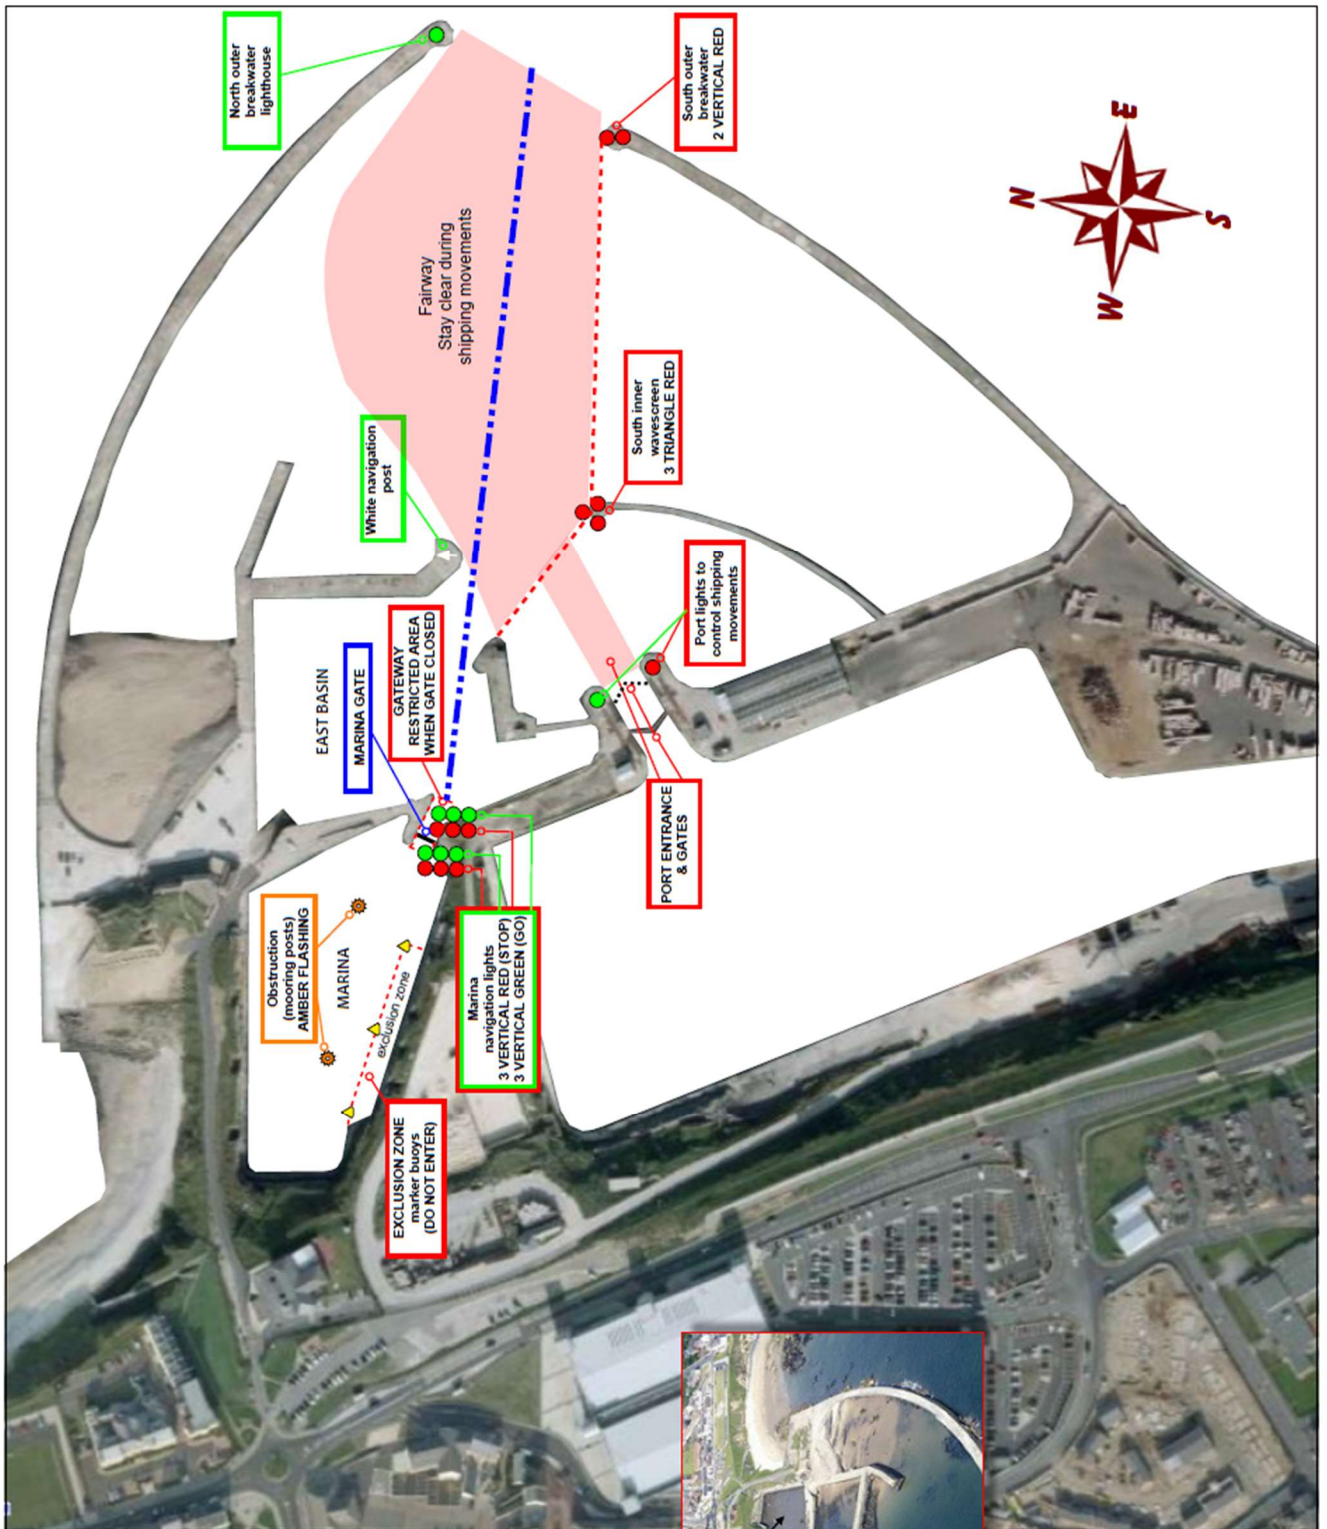 North outer
breakwater
lighthouse
South outer
breakwater
2 VERTICAL RED
N
E
S
W
Fairway
Stay clear during
shipping movements
White navigation
post
South inner
wavescreen
3 TRIANGLE RED
Port lights to
control shipping
movements
EAST BASIN
MARINA GATE
GATEWAY
RESTRICTED AREA
WHEN GATE CLOSED
PORT ENTRANCE
& GATES
Obstruction
(mooring posts)
AMBER FLASHING
MARINA
exclusion zone
Marina
navigation lights
3 VERTICAL RED (STOP)
3 VERTICAL GREEN (GO)
EXCLUSION ZONE
marker buoys
(DO NOT ENTER)